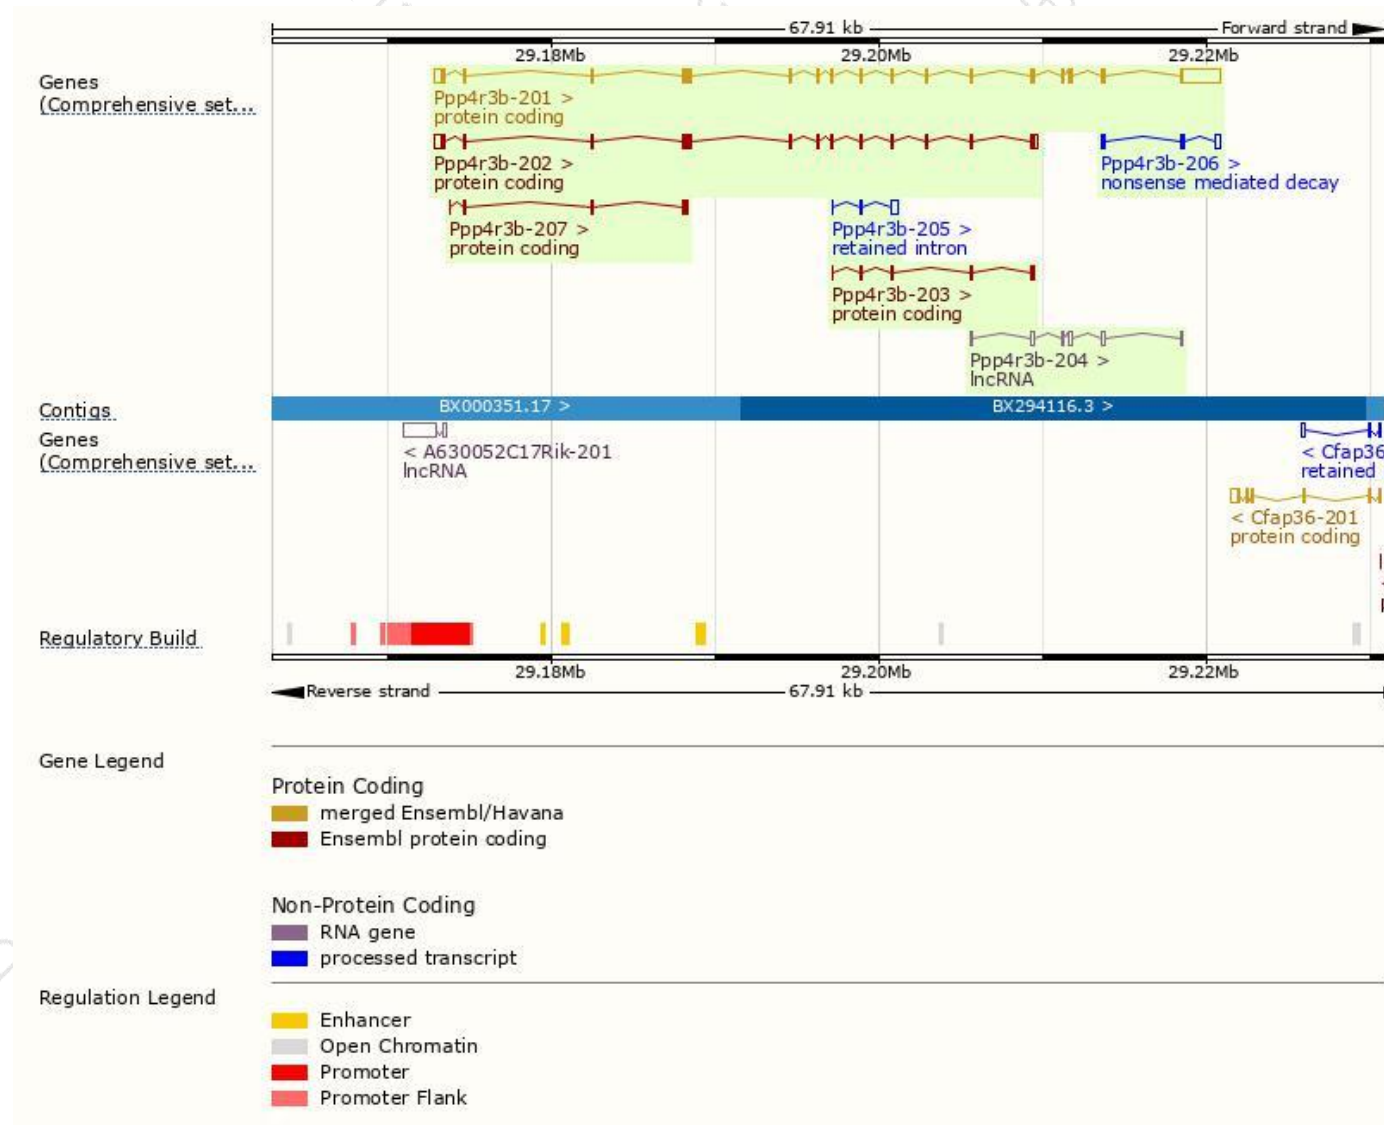 67.91 kb
Forward strand
29.18Mb 29.20Mb 29.22Mb
Genes
(Comprehensive set...
Ppp4r3b-201 >
protein coding
Ppp4r3b-202 >
protein coding
Ppp4r3b-206 >
nonsense mediated decay
Ppp4r3b-207 >
protein coding
Ppp4r3b-205 >
retained intron
Ppp4r3b-203 >
protein coding
Ppp4r3b-204 >
lncRNA
Contigs
BX000351.17 >
BX294116.3 >
Genes
(Comprehensive set...
< A630052C17Rik-201
lncRNA
< Cfap36
retained
< Cfap36-201
protein coding
Regulatory Build
29.18Mb 29.20Mb 29.22Mb
Reverse strand
67.91 kb
Gene Legend
Protein Coding
merged Ensembl/Havana
Ensembl protein coding
Non-Protein Coding
RNA gene
processed transcript
Regulation Legend
Enhancer
Open Chromatin
Promoter
Promoter Flank